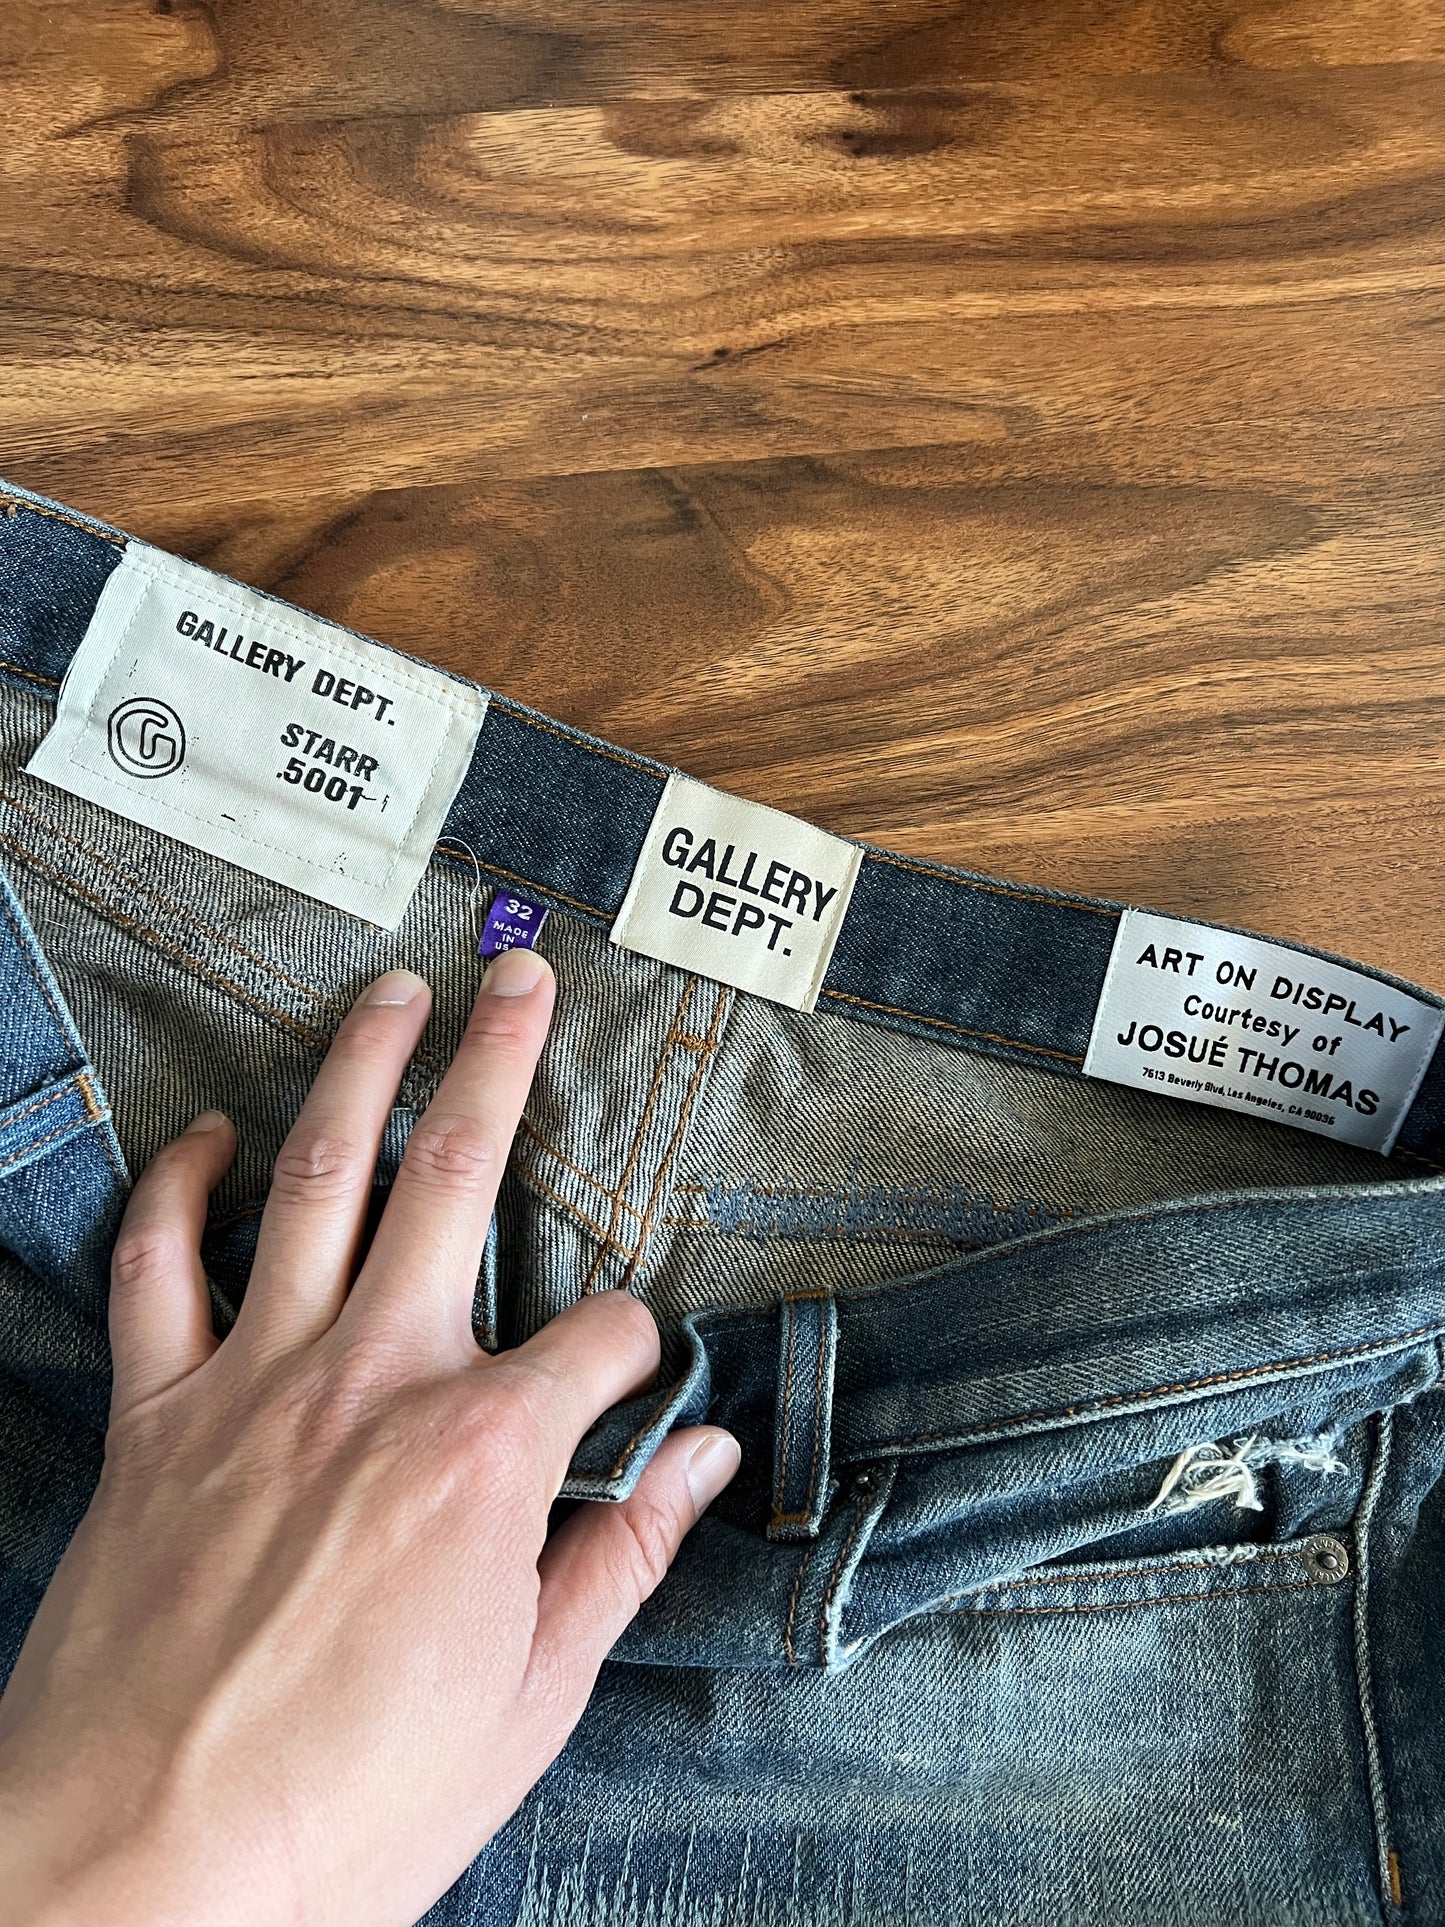 GALLERY DEPT.
G
STARR
.5001
32
MADE
IN
US
GALLERY
DEPT.
ART ON DISPLAY
Courtesy of
JOSUÉ THOMAS
7613 Beverly Blvd, Los Angeles, CA 90036